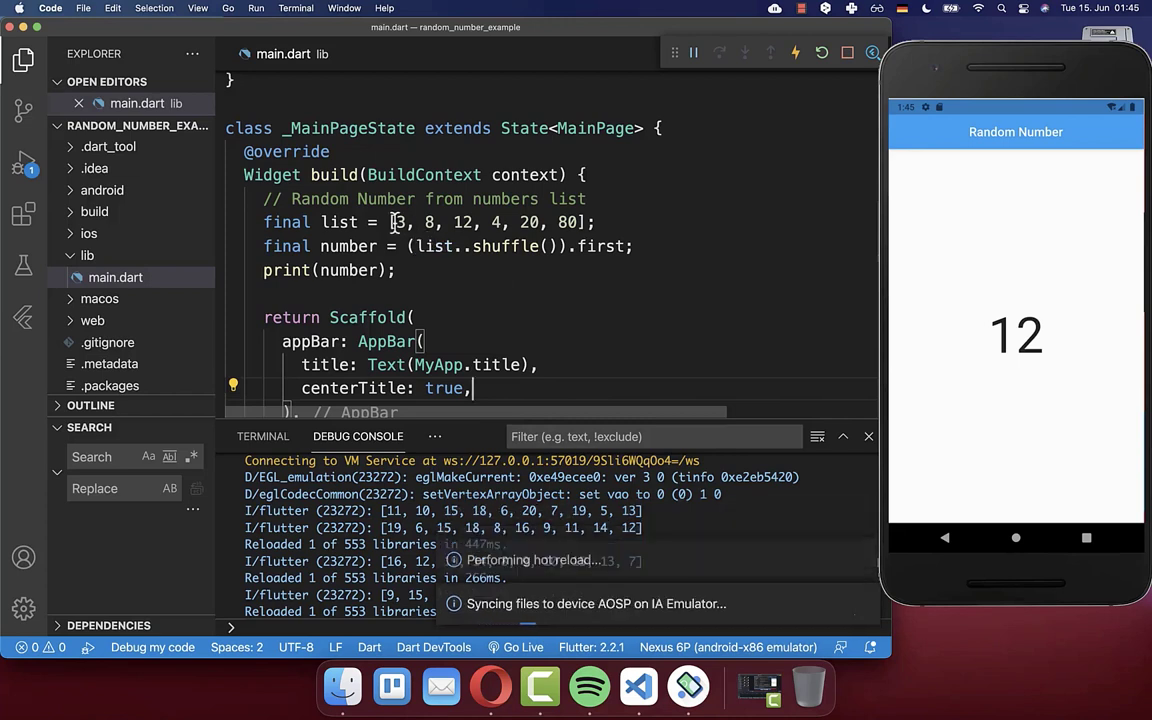 Code File Edit Selection View Go Run Terminal Window Help Tue 15. Jun 01:45
main.dart — random_number_example
EXPLORER
main.dart lib
OPEN EDITORS
main.dart lib
RANDOM_NUMBER_EXA...
.dart_tool
.idea
android
build
ios
lib
main.dart
macos
web
.gitignore
.metadata
.packages
OUTLINE
SEARCH
Search
Aa Abl .*
Replace
AB
DEPENDENCIES
1
}
class _MainPageState extends State<MainPage> {
@override
Widget build(BuildContext context) {
// Random Number from numbers list
final list = [3, 8, 12, 4, 20, 80];
final number = (list..shuffle()).first;
print(number);
return Scaffold(
appBar: AppBar(
title: Text(MyApp.title),
centerTitle: true,
), // AppBar
TERMINAL DEBUG CONSOLE ... Filter (e.g. text, !exclude)
Connecting to VM Service at ws://127.0.0.1:57019/9Sli6WQqOo4=/ws
D/EGL_emulation(23272): eglMakeCurrent: 0xe49ecee0: ver 3 0 (tinfo 0xe2eb5420)
D/eglCodecCommon(23272): setVertexArrayObject: set vao to 0 (0) 1 0
I/flutter (23272): [11, 10, 15, 18, 6, 20, 7, 19, 5, 13]
I/flutter (23272): [19, 6, 15, 18, 8, 16, 9, 11, 14, 12]
Reloaded 1 of 553 libraries in 447ms.
I/flutter (23272): [16, 12, 13, 7]
Reloaded 1 of 553 libraries in 266ms.
I/flutter (23272): [9, 15,
Reloaded 1 of 553 libraries
Performing hot reload...
Syncing files to device AOSP on IA Emulator...
0 0 Debug my code Spaces: 2 UTF-8 LF Dart Dart DevTools Go Live Flutter: 2.2.1 Nexus 6P (android-x86 emulator)
1:45
Random Number
12